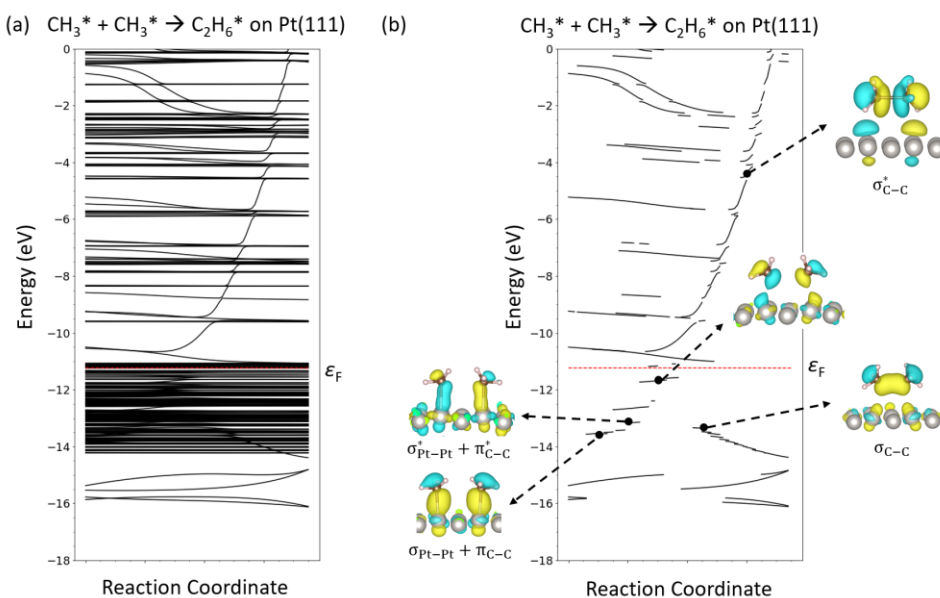 (a) CH₃* + CH₃* → C₂H₆* on Pt(111)
0
−2
−4
−6
−8
−10
−12
−14
−16
−18
Energy (eV)
Reaction Coordinate
εF
(b) CH₃* + CH₃* → C₂H₆* on Pt(111)
0
−2
−4
−6
−8
−10
−12
−14
−16
−18
Energy (eV)
Reaction Coordinate
σ*C−C
εF
σC−C
σ*Pt−Pt + π*C−C
σPt−Pt + πC−C